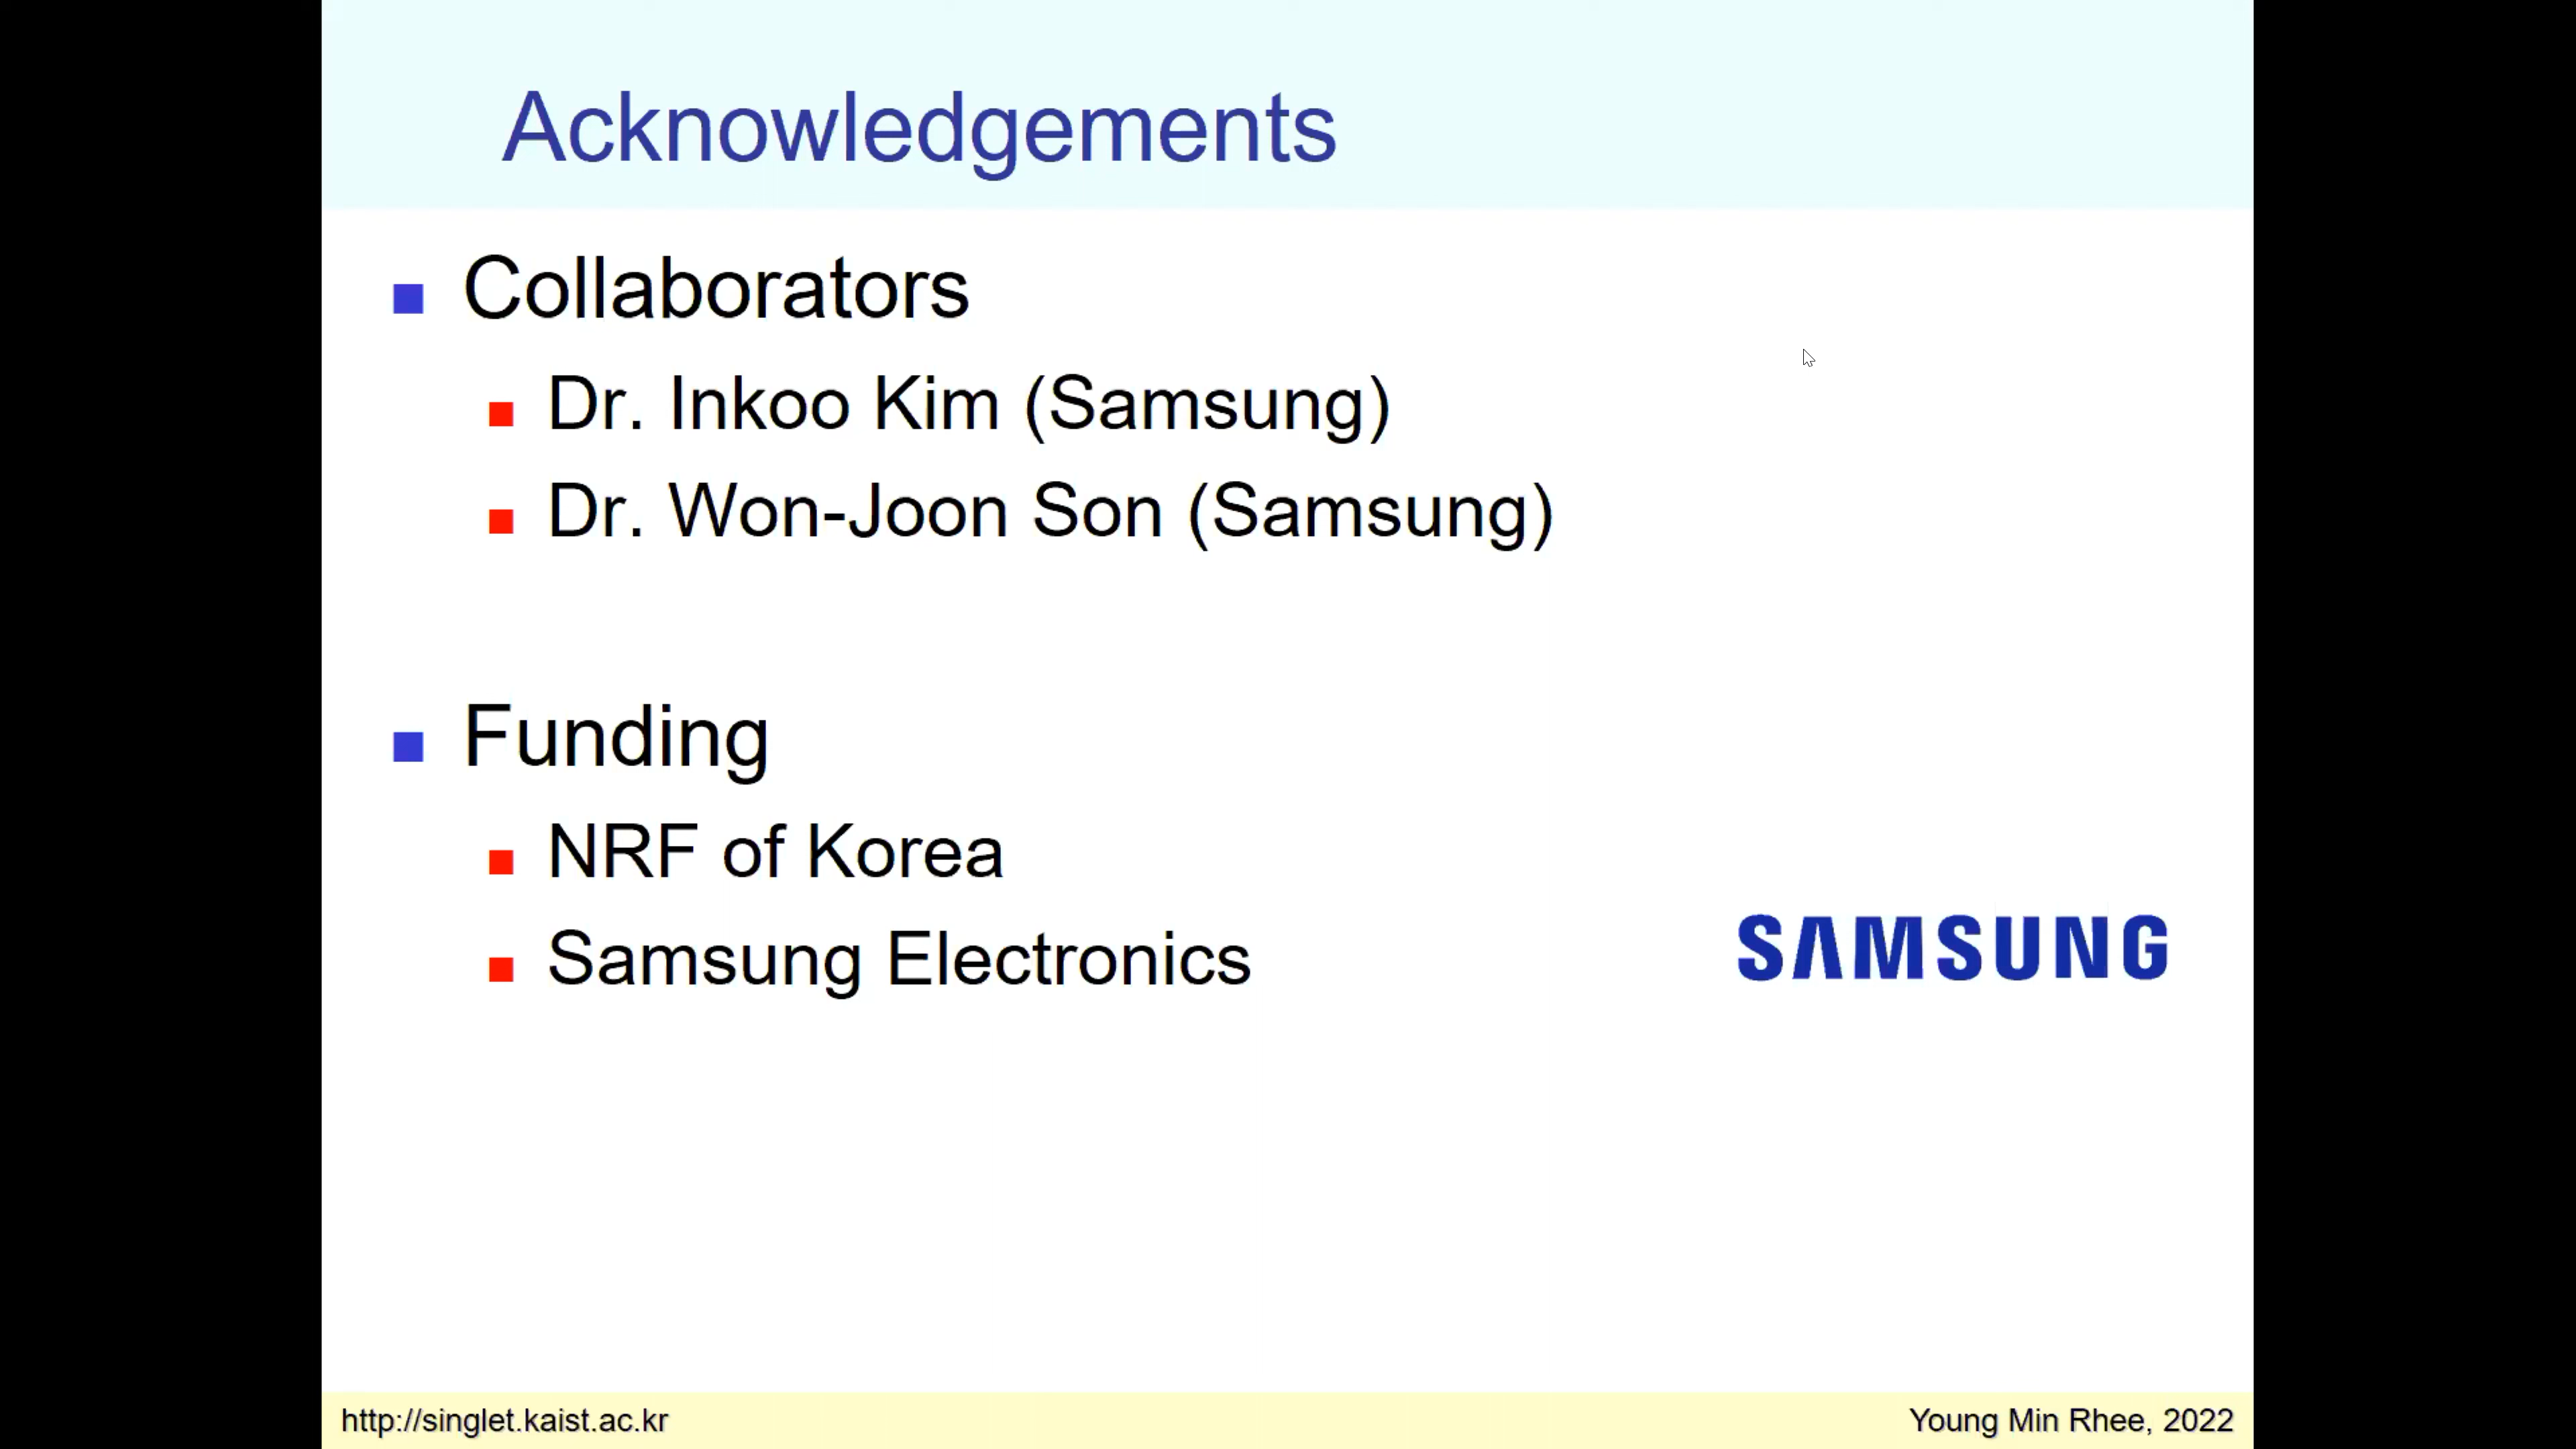 Acknowledgements
Collaborators
Dr. Inkoo Kim (Samsung)
Dr. Won-Joon Son (Samsung)
Funding
NRF of Korea
Samsung Electronics
SAMSUNG
http://singlet.kaist.ac.kr
Young Min Rhee, 2022